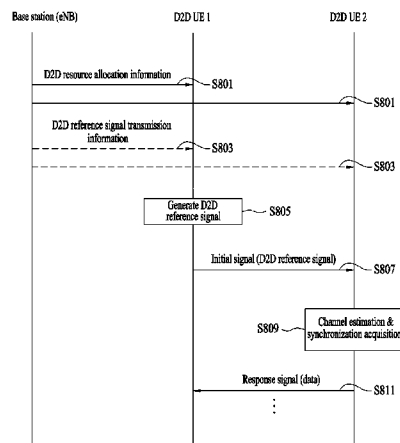 Base station (eNB) D2D UE 1 D2D UE 2
D2D resource allocation information
S801
S801
D2D reference signal transmission
information
S803
S803
Generate D2D
reference signal
S805
Initial signal (D2D reference signal)
S807
S809
Channel estimation &
synchronization acquisition
Response signal (data)
S811